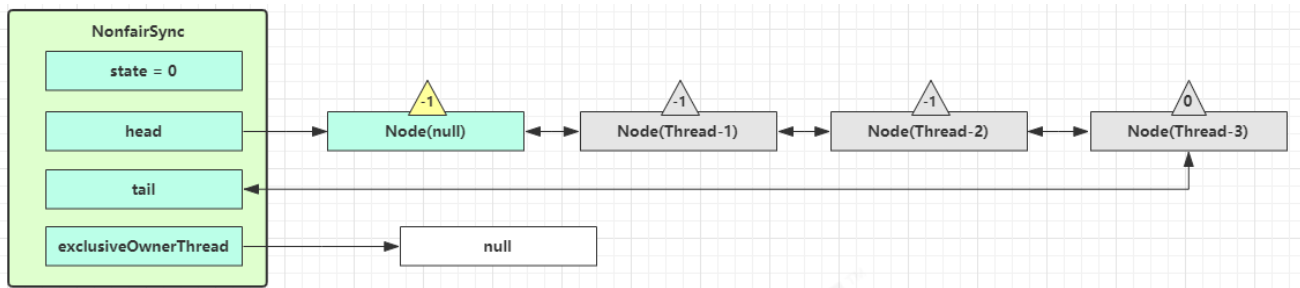 NonfairSync
state = 0
-1
-1
-1
0
head
Node(null)
Node(Thread-1)
Node(Thread-2)
Node(Thread-3)
tail
exclusiveOwnerThread
null